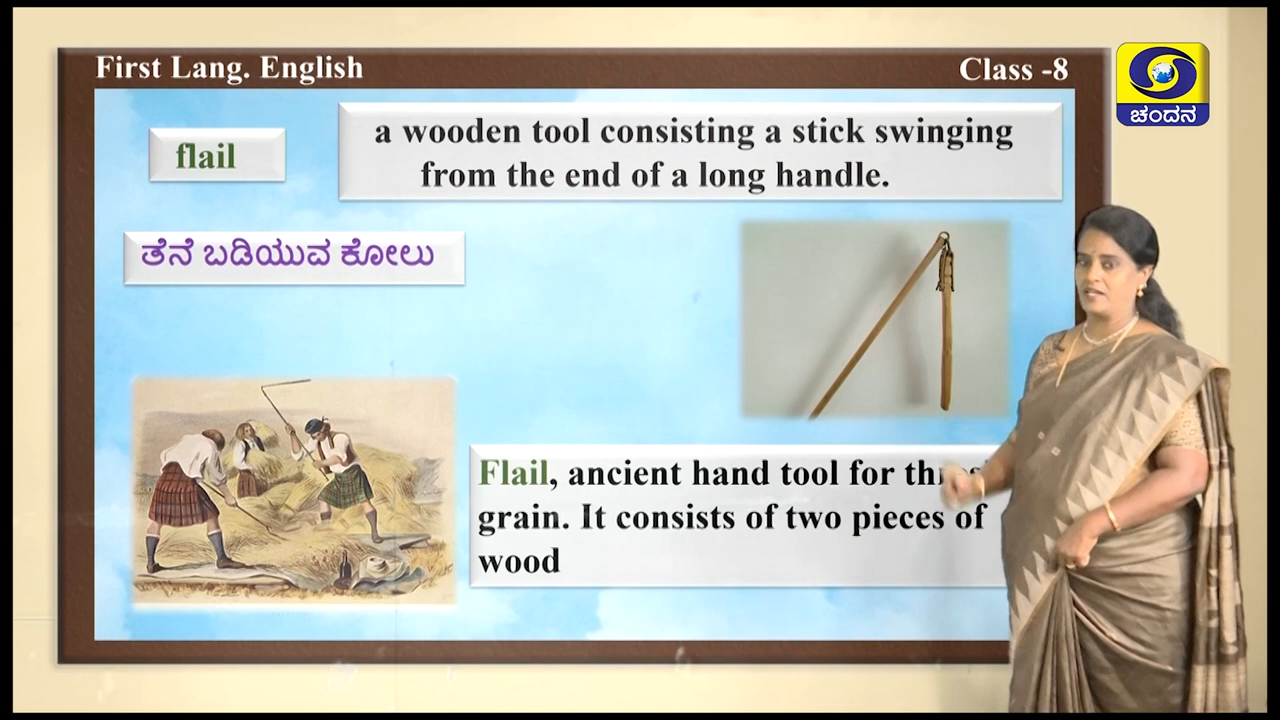 First Lang. English
Class -8
ಚಂದನ
flail
a wooden tool consisting a stick swinging
from the end of a long handle.
ತೆನೆ ಬಡಿಯುವ ಕೋಲು
Flail, ancient hand tool for
grain. It consists of two pieces of
wood